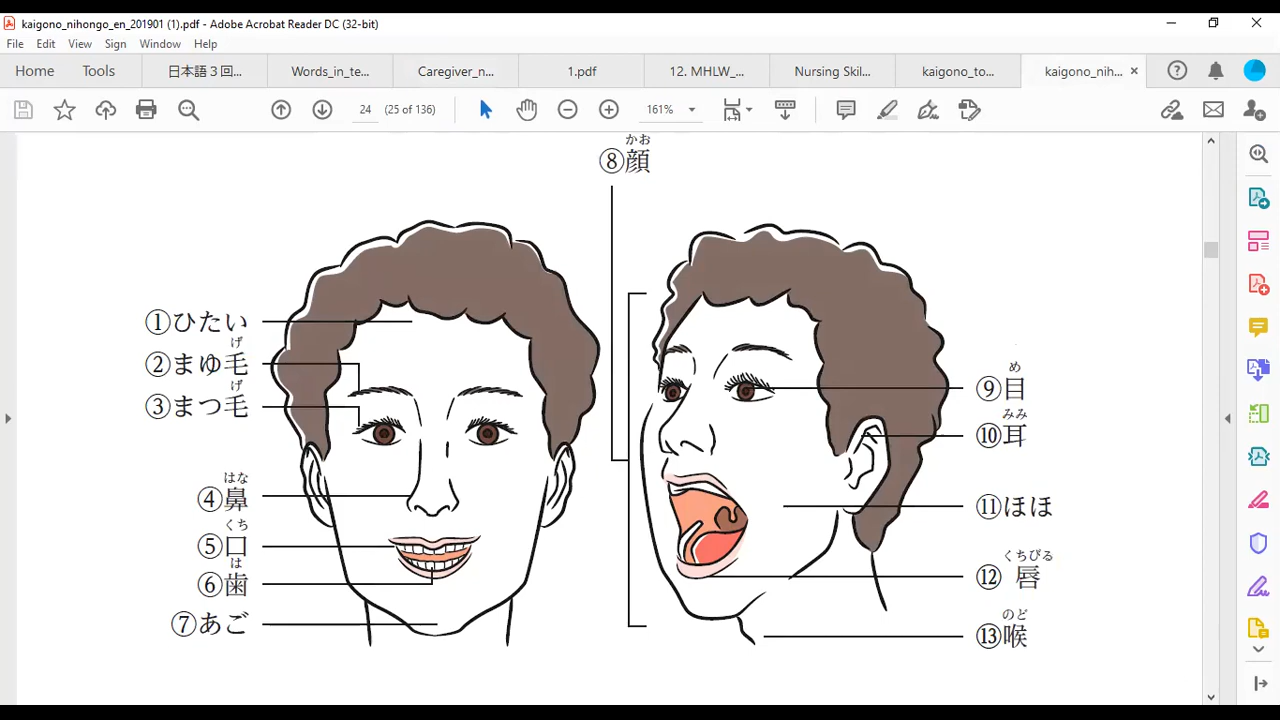 kaigono_nihongo_en_201901 (1).pdf - Adobe Acrobat Reader DC (32-bit)
File Edit View Sign Window Help
Home Tools 日本語３回... Words_in_te... Caregiver_n... 1.pdf 12. MHLW_... Nursing Skil... kaigono_to... kaigono_nih... ×
24 (25 of 136) 161%
かお
⑧顔
①ひたい
げ
②まゆ毛
げ
③まつ毛
はな
④鼻
くち
⑤口
は
⑥歯
⑦あご
め
⑨目
みみ
⑩耳
⑪ほほ
くちびる
⑫唇
のど
⑬喉